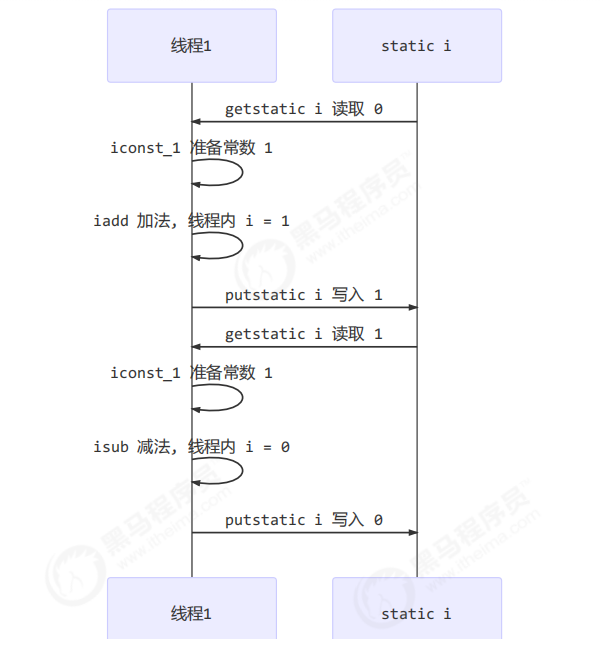 线程1
static i
getstatic i 读取 0
iconst_1 准备常数 1
iadd 加法, 线程内 i = 1
putstatic i 写入 1
getstatic i 读取 1
iconst_1 准备常数 1
isub 减法, 线程内 i = 0
putstatic i 写入 0
线程1
static i
黑马程序员
www.itheima.com
黑马程序员
www.itheima.com
黑马程序员
www.itheima.com